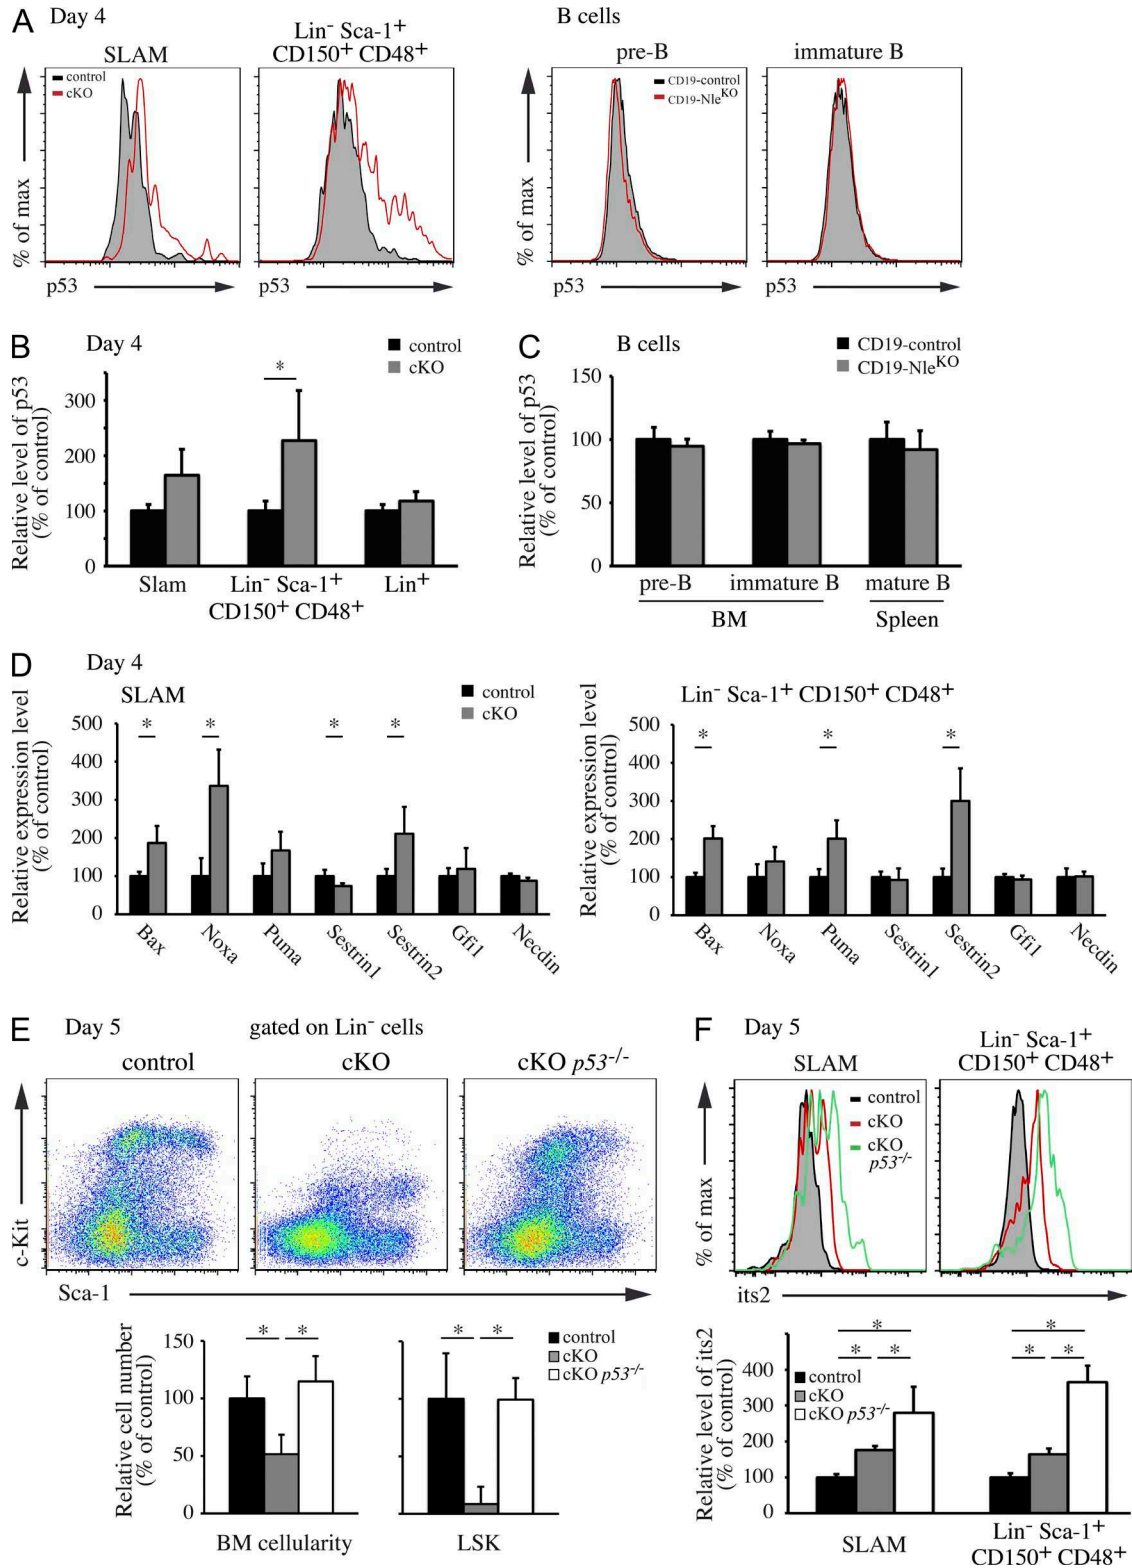 A Day 4
SLAM
Lin- Sca-1+
CD150+ CD48+
control
cKO
% of max
p53
p53
B cells
pre-B
immature B
CD19-control
CD19-NleKO
% of max
p53
p53
B Day 4
control
cKO
Relative level of p53
(% of control)
300
200
100
0
Slam
Lin- Sca-1+
CD150+ CD48+
Lin+
*
C B cells
CD19-control
CD19-NleKO
Relative level of p53
(% of control)
150
100
50
0
pre-B
immature B
mature B
BM
Spleen
D Day 4
SLAM
control
cKO
Relative expression level
(% of control)
500
400
300
200
100
0
* * * *
Bax
Noxa
Puma
Sestrin1
Sestrin2
Gfi1
Necdin
Lin- Sca-1+ CD150+ CD48+
Relative expression level
(% of control)
500
400
300
200
100
0
* * *
Bax
Noxa
Puma
Sestrin1
Sestrin2
Gfi1
Necdin
E Day 5
gated on Lin- cells
control
cKO
cKO p53-/-
c-Kit
Sca-1
Relative cell number
(% of control)
150
100
50
0
* *
BM cellularity
* *
LSK
control
cKO
cKO p53-/-
F Day 5
SLAM
Lin- Sca-1+
CD150+ CD48+
control
cKO
cKO
p53-/-
% of max
its2
Relative level of its2
(% of control)
400
300
200
100
0
control
cKO
cKO p53-/-
*
* *
*
* *
SLAM
Lin- Sca-1+
CD150+ CD48+